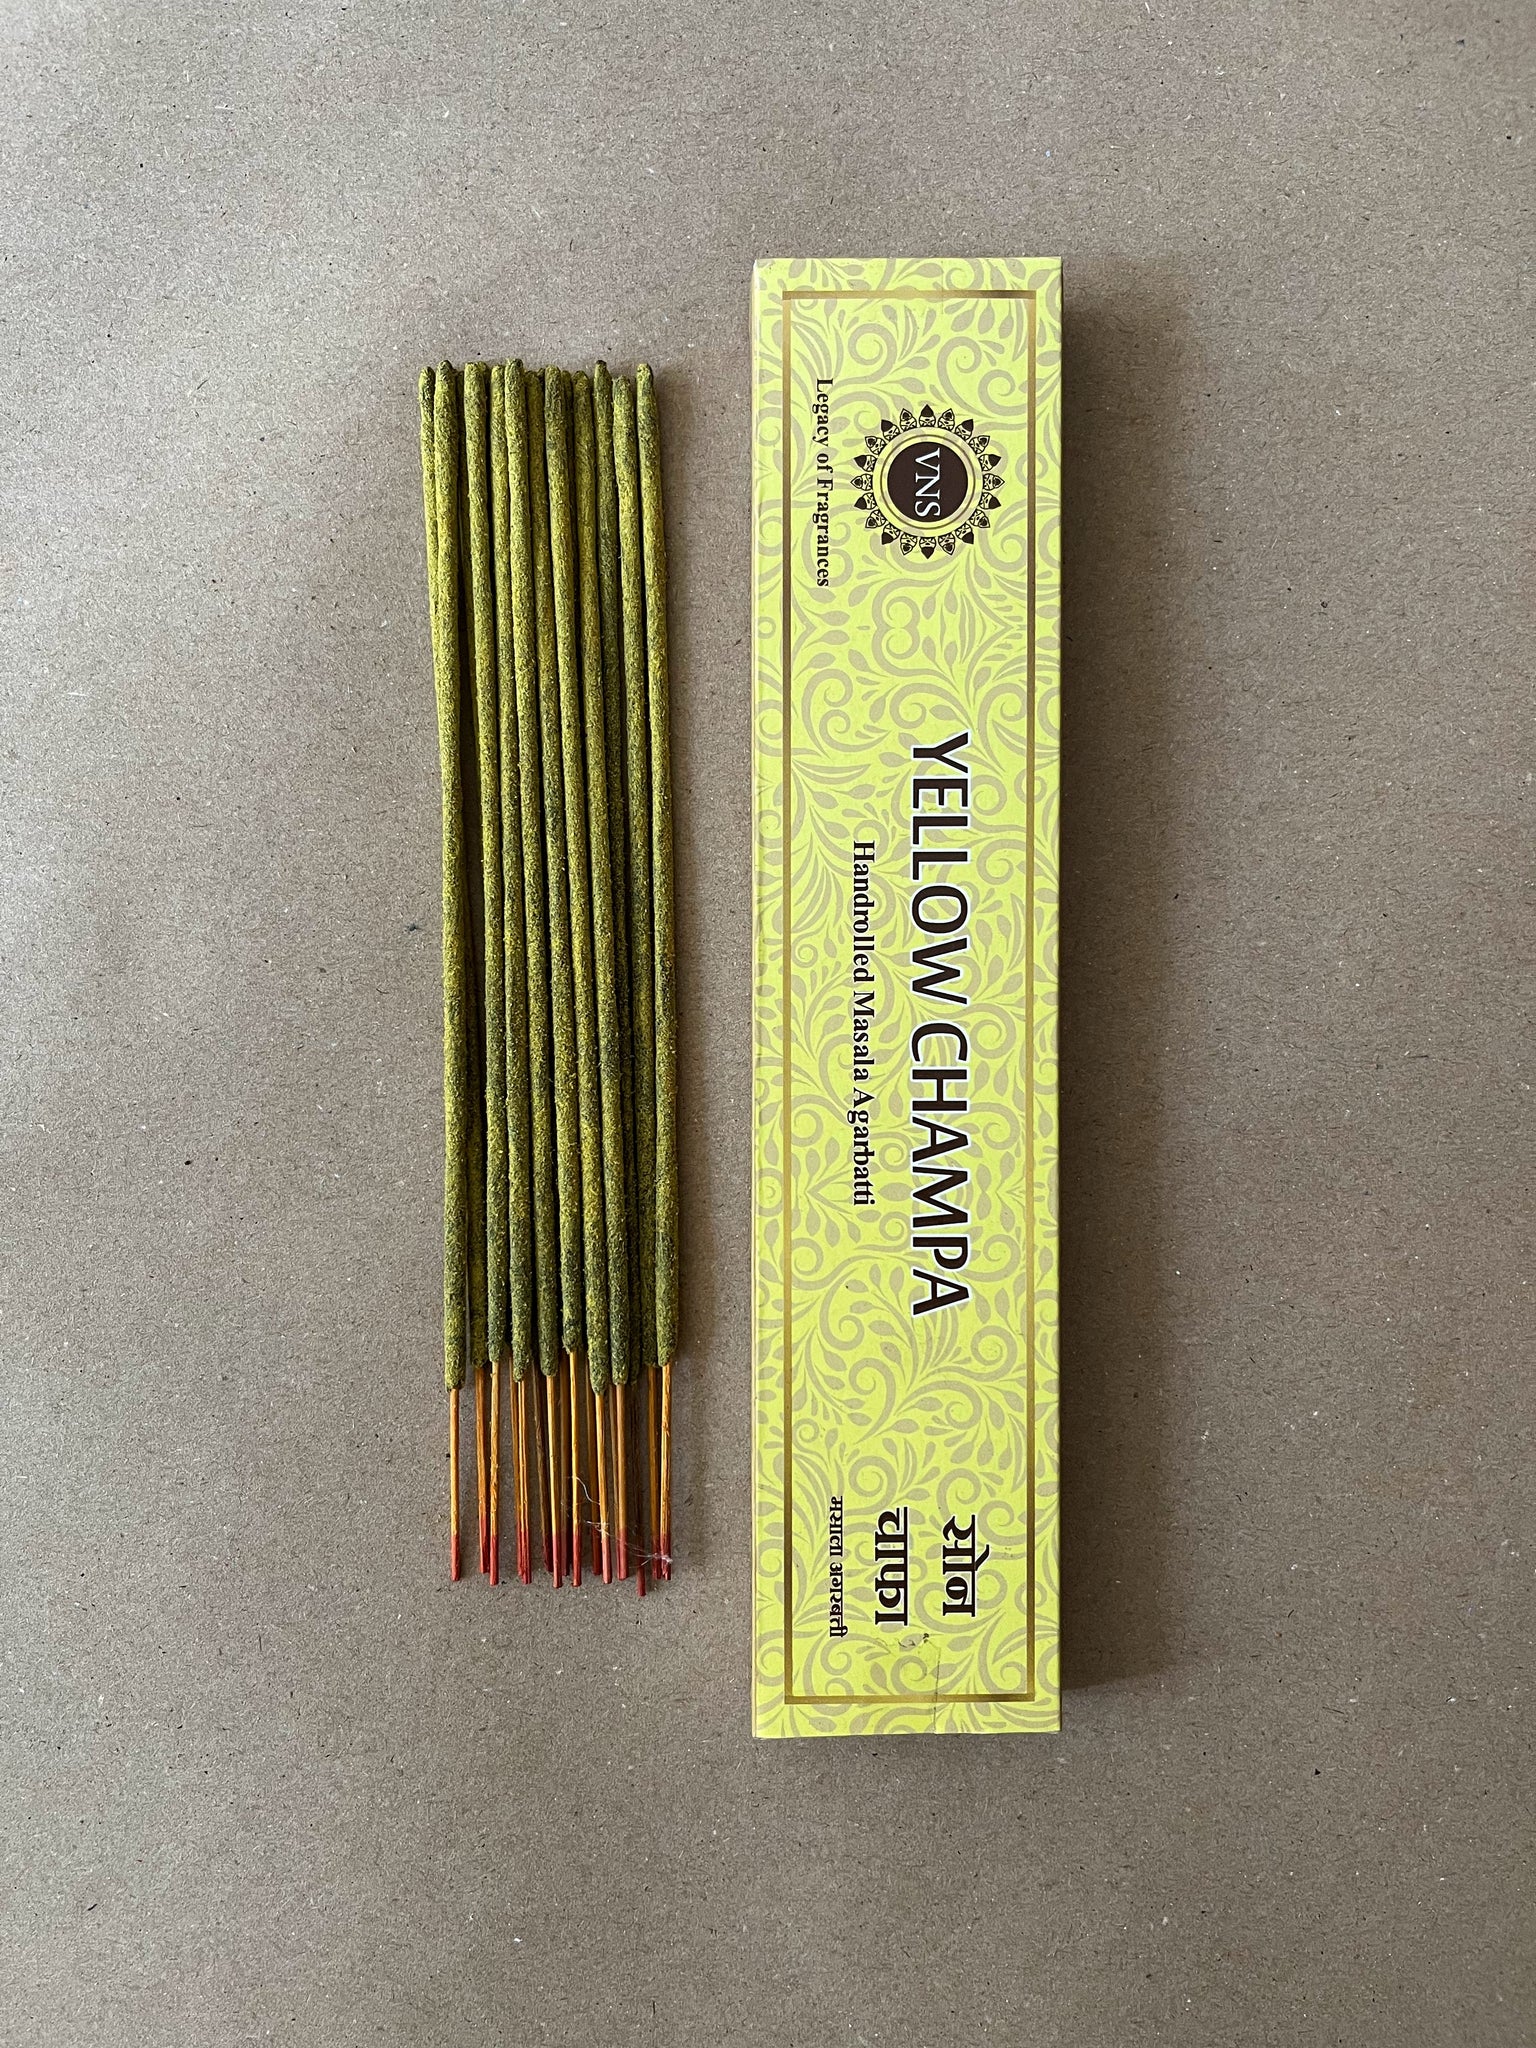 VNS
Legacy of Fragrances
YELLOW CHAMPA
Handrolled Masala Agarbatti
सोन
चाफा
मसाला अगरबत्ती